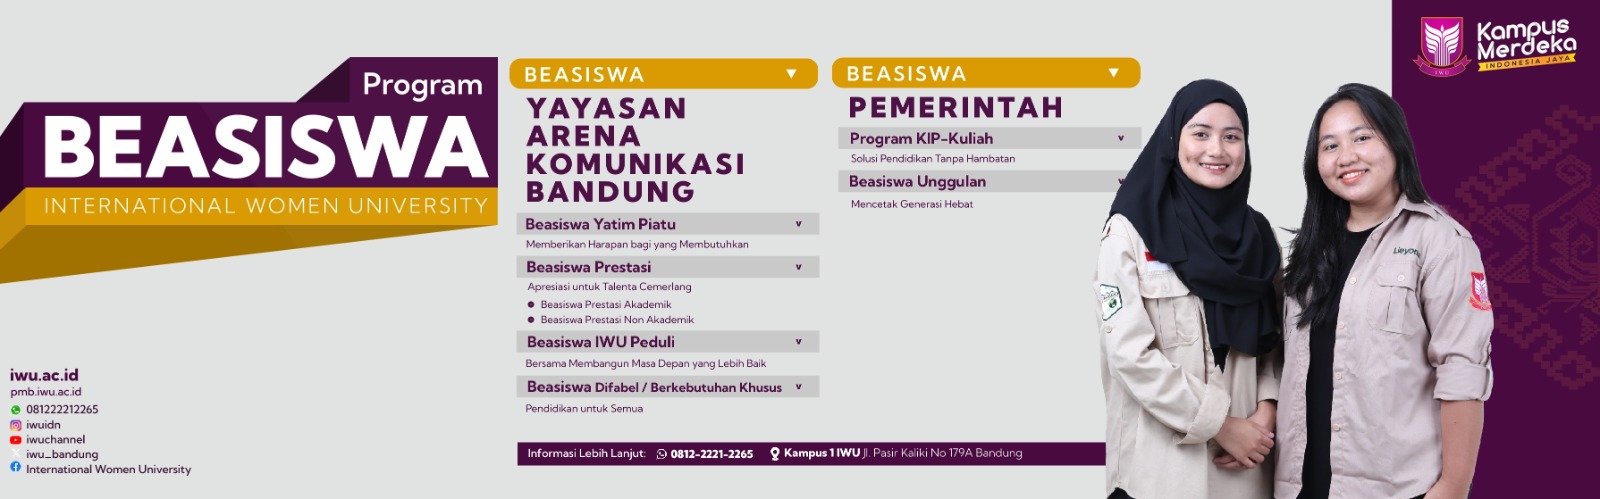 Program
BEASISWA
INTERNATIONAL WOMEN UNIVERSITY
iwu.ac.id
pmb.iwu.ac.id
081222212265
iwuidn
iwuchannel
iwu_bandung
International Women University
BEASISWA
YAYASAN
ARENA
KOMUNIKASI
BANDUNG
Beasiswa Yatim Piatu
Memberikan Harapan bagi yang Membutuhkan
Beasiswa Prestasi
Apresiasi untuk Talenta Cemerlang
Beasiswa Prestasi Akademik
Beasiswa Prestasi Non Akademik
Beasiswa IWU Peduli
Bersama Membangun Masa Depan yang Lebih Baik
Beasiswa Difabel / Berkebutuhan Khusus
Pendidikan untuk Semua
BEASISWA
PEMERINTAH
Program KIP-Kuliah
Solusi Pendidikan Tanpa Hambatan
Beasiswa Unggulan
Mencetak Generasi Hebat
Informasi Lebih Lanjut: 0812-2221-2265 Kampus 1 IWU Jl. Pasir Kaliki No 179A Bandung
IWU
Kampus
Merdeka
INDONESIA JAYA